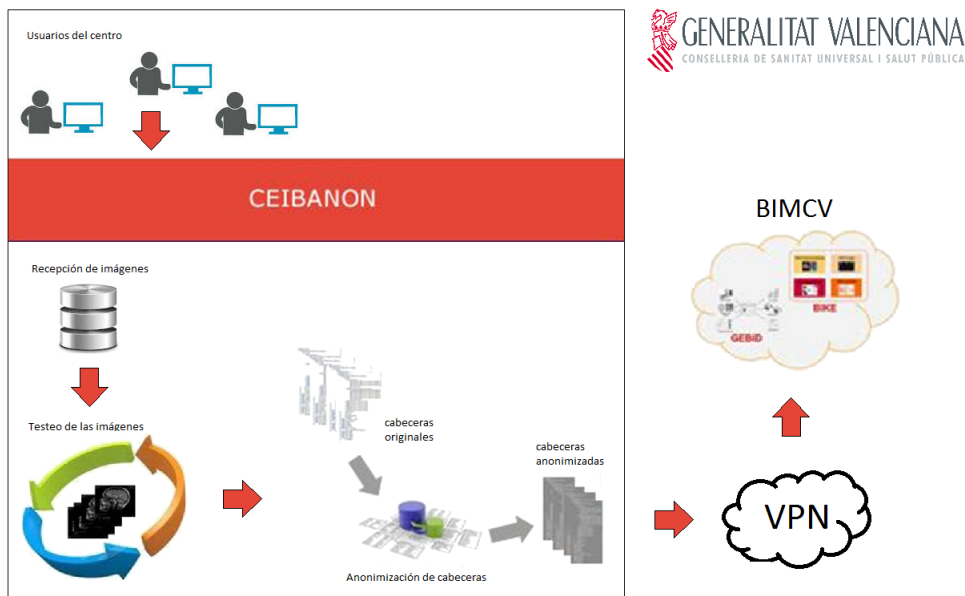 Usuarios del centro
GENERALITAT VALENCIANA
CONSELLERIA DE SANITAT UNIVERSAL I SALUT PÚBLICA
CEIBANON
BIMCV
BIKE
GEBID
Recepción de imágenes
Testeo de las imágenes
cabeceras
originales
cabeceras
anonimizadas
Anonimización de cabeceras
VPN